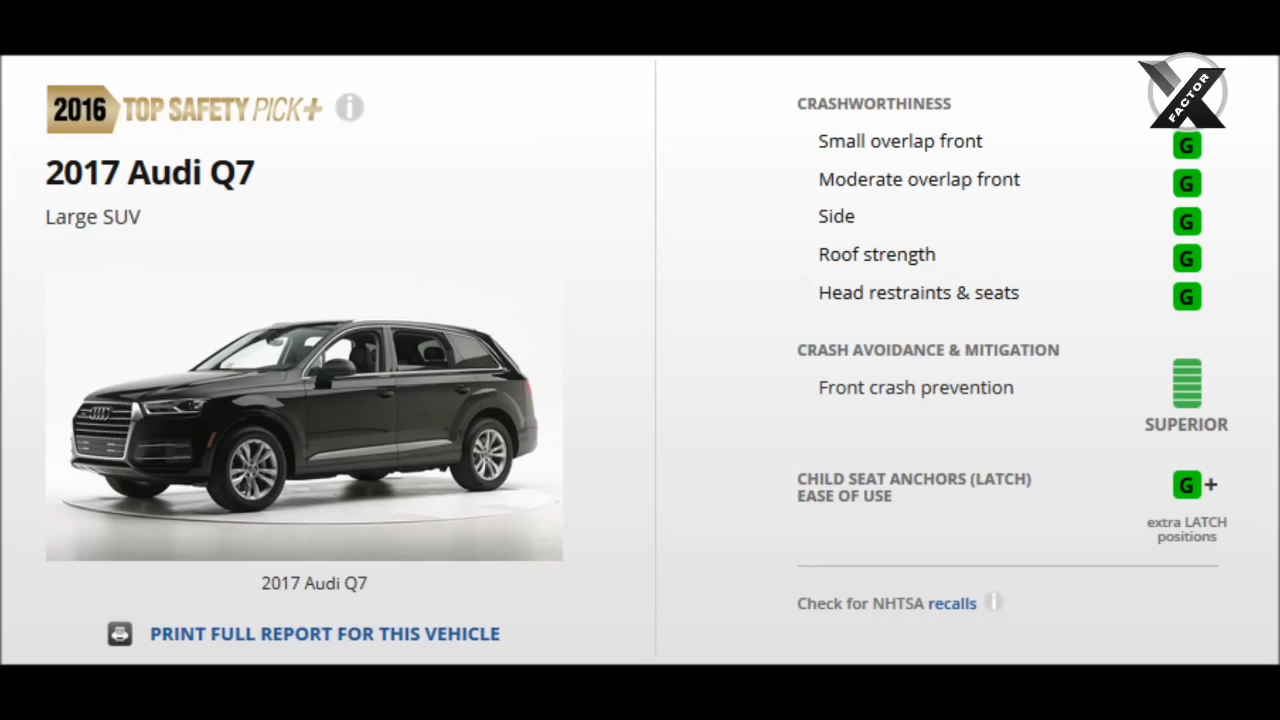 2016 TOP SAFETY PICK+ i
2017 Audi Q7
Large SUV
2017 Audi Q7
PRINT FULL REPORT FOR THIS VEHICLE
X FACTOR
CRASHWORTHINESS
Small overlap front G
Moderate overlap front G
Side G
Roof strength G
Head restraints & seats G
CRASH AVOIDANCE & MITIGATION
Front crash prevention
SUPERIOR
CHILD SEAT ANCHORS (LATCH)
EASE OF USE
G +
extra LATCH
positions
Check for NHTSA recalls i